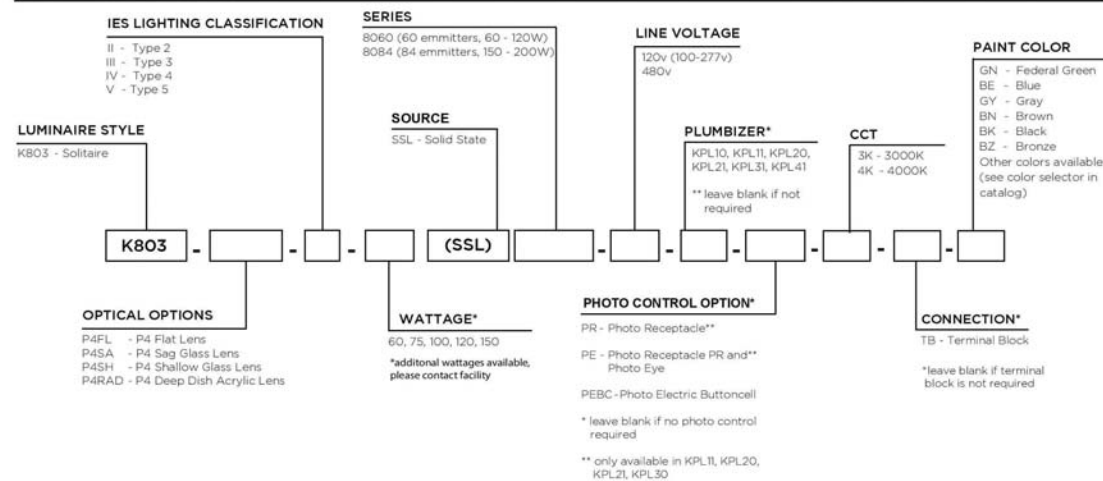 IES LIGHTING CLASSIFICATION
II - Type 2
III - Type 3
IV - Type 4
V - Type 5
SERIES
8060 (60 emmitters, 60 - 120W)
8084 (84 emmitters, 150 - 200W)
LINE VOLTAGE
120v (100-277v)
480v
PAINT COLOR
GN - Federal Green
BE - Blue
GY - Gray
BN - Brown
BK - Black
BZ - Bronze
Other colors available
(see color selector in
catalog)
LUMINAIRE STYLE
K803 - Solitaire
SOURCE
SSL - Solid State
PLUMBIZER*
KPL10, KPL11, KPL20,
KPL21, KPL31, KPL41
** leave blank if not
required
CCT
3K - 3000K
4K - 4000K
K803 - - - (SSL) - - - - - -
OPTICAL OPTIONS
P4FL - P4 Flat Lens
P4SA - P4 Sag Glass Lens
P4SH - P4 Shallow Glass Lens
P4RAD - P4 Deep Dish Acrylic Lens
WATTAGE*
60, 75, 100, 120, 150
*additonal wattages available,
please contact facility
PHOTO CONTROL OPTION*
PR - Photo Receptacle**
PE - Photo Receptacle PR and**
Photo Eye
PEBC - Photo Electric Buttoncell
* leave blank if no photo control
required
** only available in KPL11, KPL20,
KPL21, KPL30
CONNECTION*
TB - Terminal Block
*leave blank if terminal
block is not required